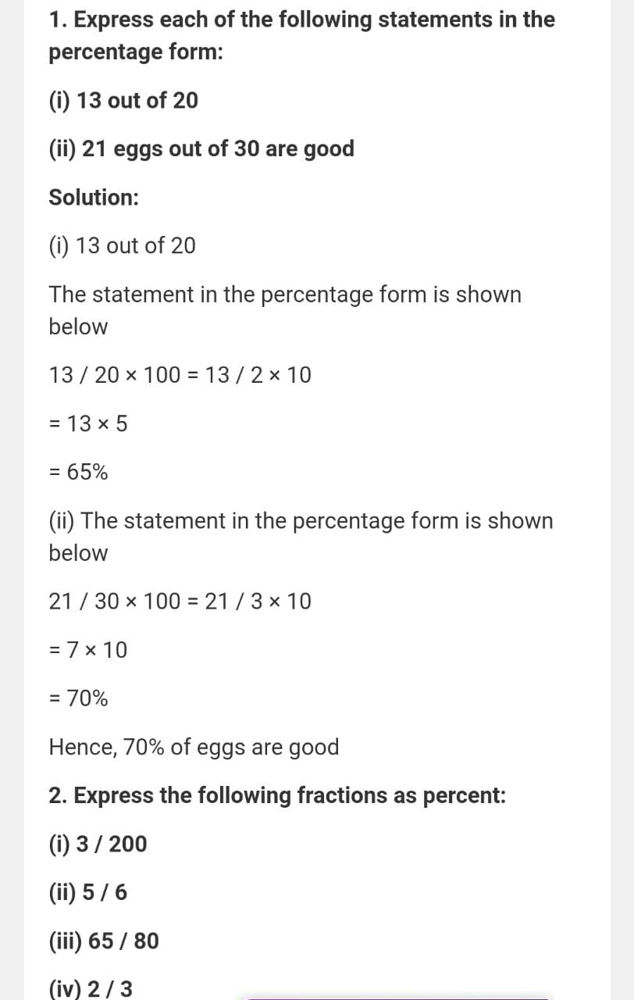 1. Express each of the following statements in the
percentage form:
(i) 13 out of 20
(ii) 21 eggs out of 30 are good
Solution:
(i) 13 out of 20
The statement in the percentage form is shown
below
13 / 20 × 100 = 13 / 2 × 10
= 13 × 5
= 65%
(ii) The statement in the percentage form is shown
below
21 / 30 × 100 = 21 / 3 × 10
= 7 × 10
= 70%
Hence, 70% of eggs are good
2. Express the following fractions as percent:
(i) 3 / 200
(ii) 5 / 6
(iii) 65 / 80
(iv) 2 / 3